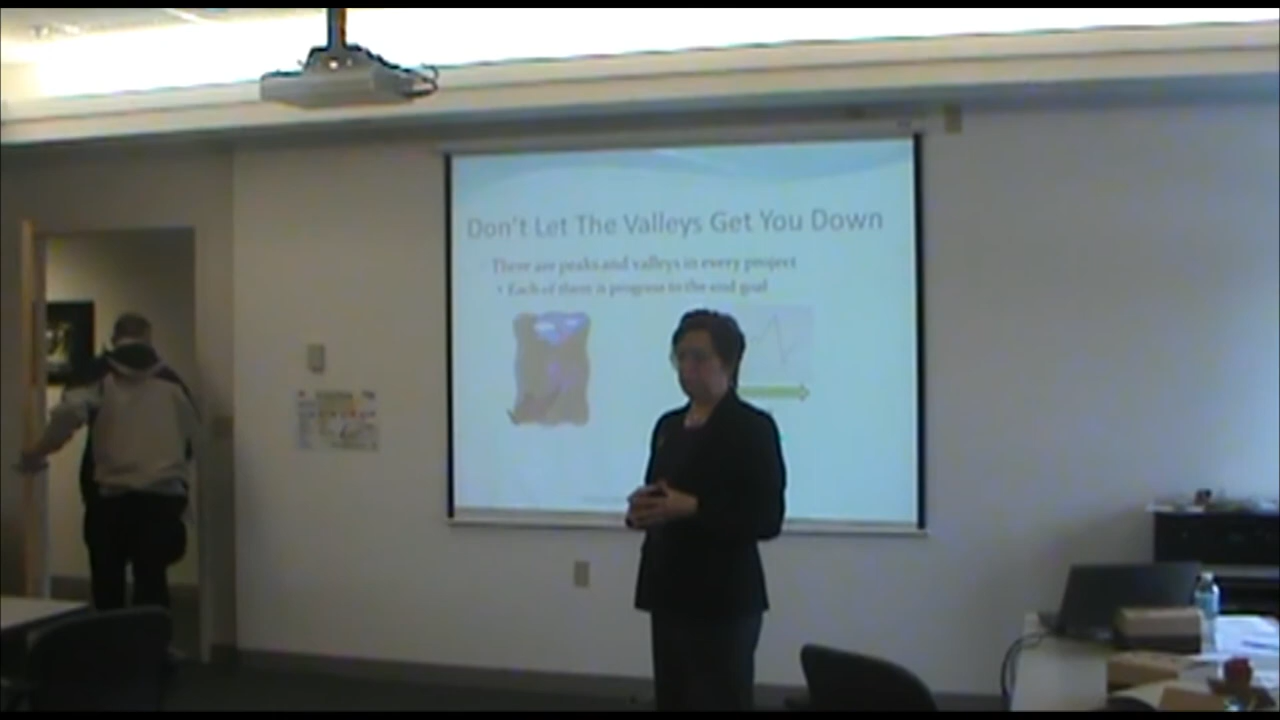 Don't Let The Valleys Get You Down
There are peaks and valleys in every project
• Each of them is progress to the end goal